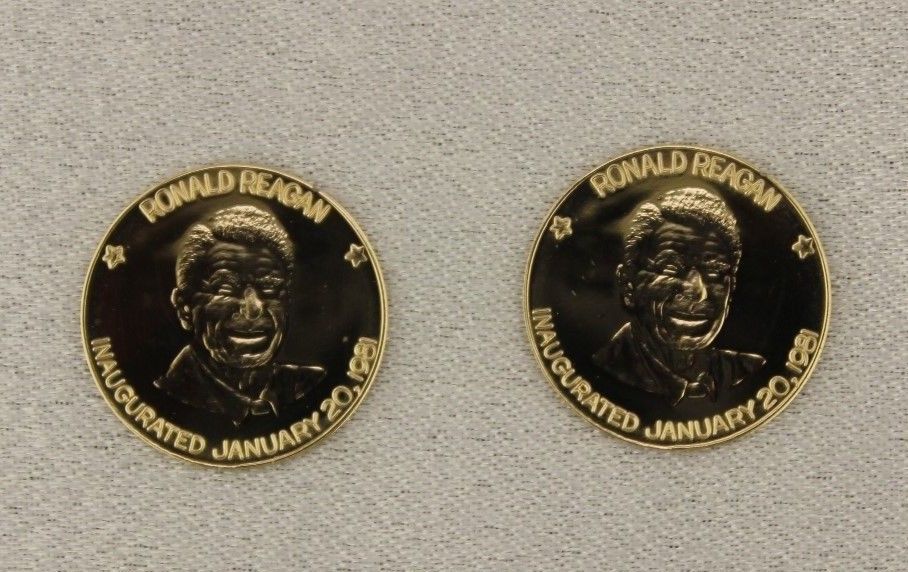 RONALD REAGAN
INAUGURATED JANUARY 20, 1981
RONALD REAGAN
INAUGURATED JANUARY 20, 1981